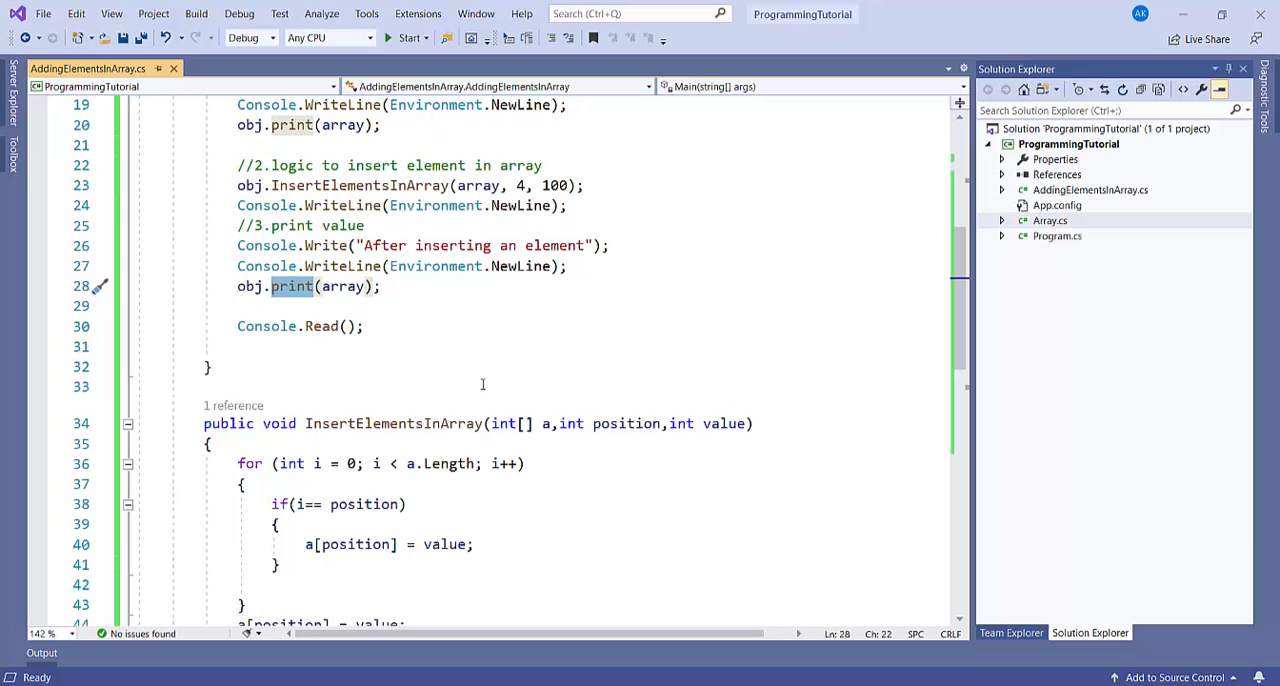 File Edit View Project Build Debug Test Analyze Tools Extensions Window Help Search (Ctrl+Q) ProgrammingTutorial AK
Debug Any CPU Start Live Share
AddingElementsInArray.cs
ProgrammingTutorial AddingElementsInArray.AddingElementsInArray Main(string[] args)
Server Explorer
Toolbox
19 Console.WriteLine(Environment.NewLine);
20 obj.print(array);
21
22 //2.logic to insert element in array
23 obj.InsertElementsInArray(array, 4, 100);
24 Console.WriteLine(Environment.NewLine);
25 //3.print value
26 Console.Write("After inserting an element");
27 Console.WriteLine(Environment.NewLine);
28 obj.print(array);
29
30 Console.Read();
31
32 }
33
1 reference
34 public void InsertElementsInArray(int[] a,int position,int value)
35 {
36 for (int i = 0; i < a.Length; i++)
37 {
38 if(i== position)
39 {
40 a[position] = value;
41 }
42
43 }
44 a[position] = value;
142 % No issues found Ln: 28 Ch: 22 SPC CRLF
Output
Ready Add to Source Control
Solution Explorer
Search Solution Explorer (Ctrl+;)
Solution 'ProgrammingTutorial' (1 of 1 project)
ProgrammingTutorial
Properties
References
AddingElementsInArray.cs
App.config
Array.cs
Program.cs
Team Explorer Solution Explorer
Diagnostic Tools